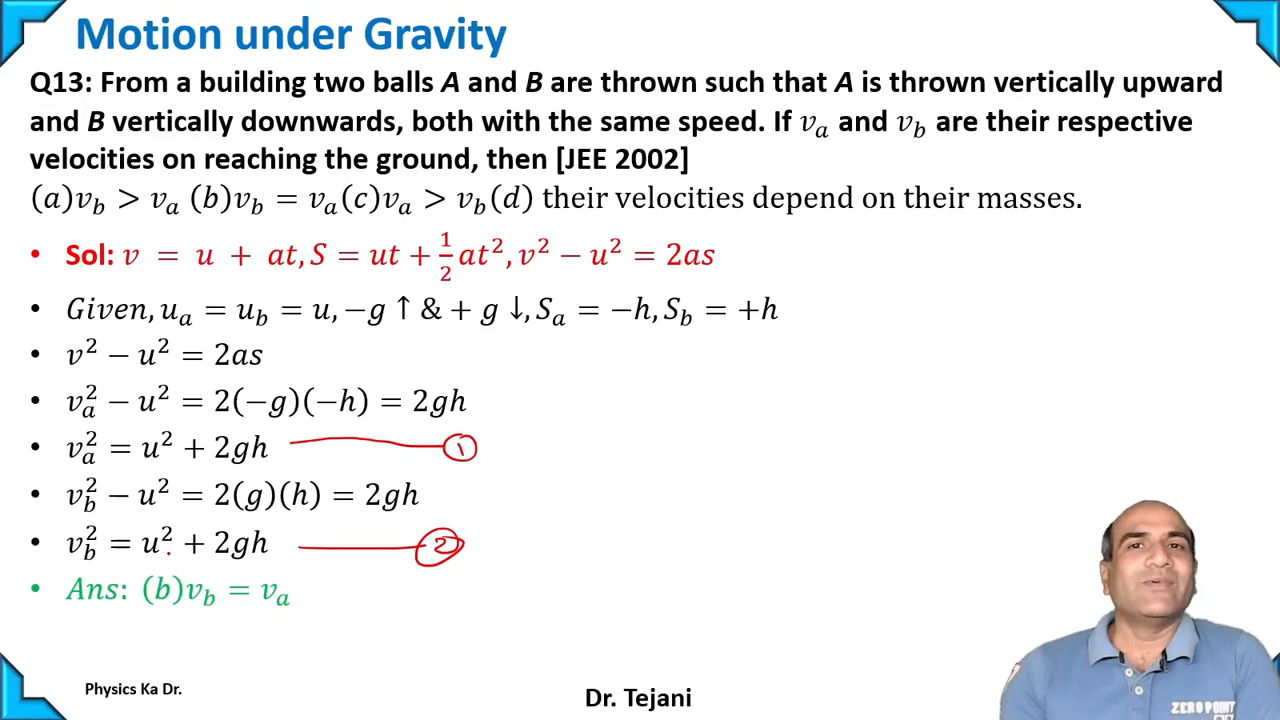 Motion under Gravity
Q13: From a building two balls A and B are thrown such that A is thrown vertically upward
and B vertically downwards, both with the same speed. If 𝑣ₐ and 𝑣_b are their respective
velocities on reaching the ground, then [JEE 2002]
(a)v_b > v_a (b)v_b = v_a(c)v_a > v_b(d) their velocities depend on their masses.
• Sol: v = u + at, S = ut + 1/2 at², v² − u² = 2as
• Given, u_a = u_b = u, −g ↑ & + g ↓, S_a = −h, S_b = +h
• v² − u² = 2as
• v_a² − u² = 2(−g)(−h) = 2gh
• v_a² = u² + 2gh ①
• v_b² − u² = 2(g)(h) = 2gh
• v_b² = u² + 2gh ②
• Ans: (b)v_b = v_a
Physics Ka Dr.
Dr. Tejani
ZEROPOINT